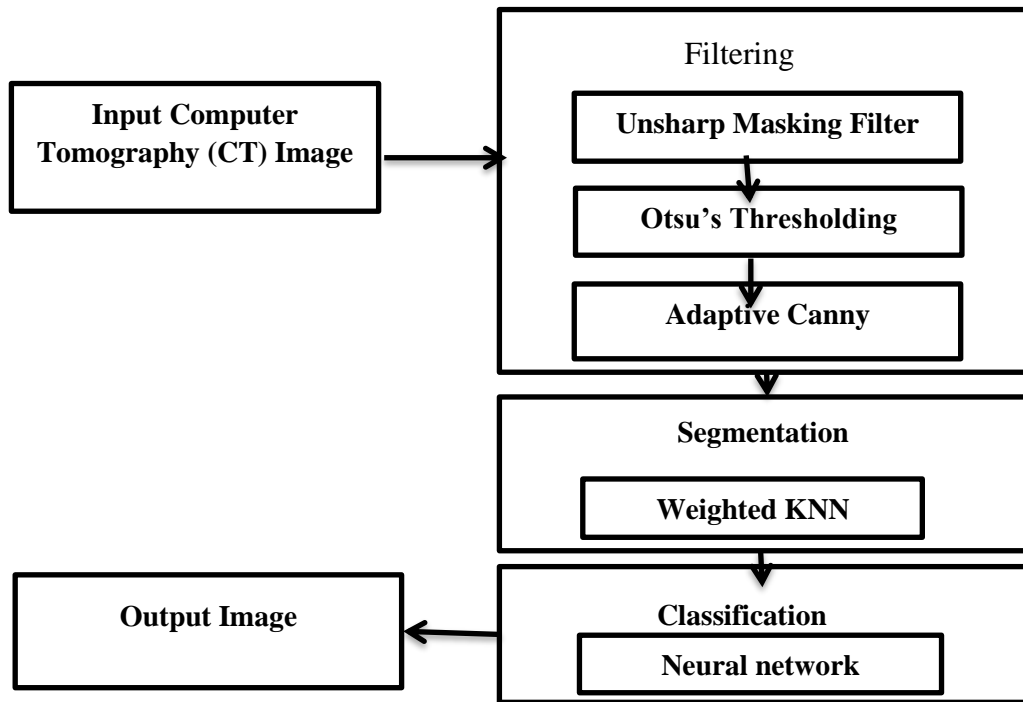 Input Computer
Tomography (CT) Image
Filtering
Unsharp Masking Filter
Otsu’s Thresholding
Adaptive Canny
Segmentation
Weighted KNN
Classification
Neural network
Output Image